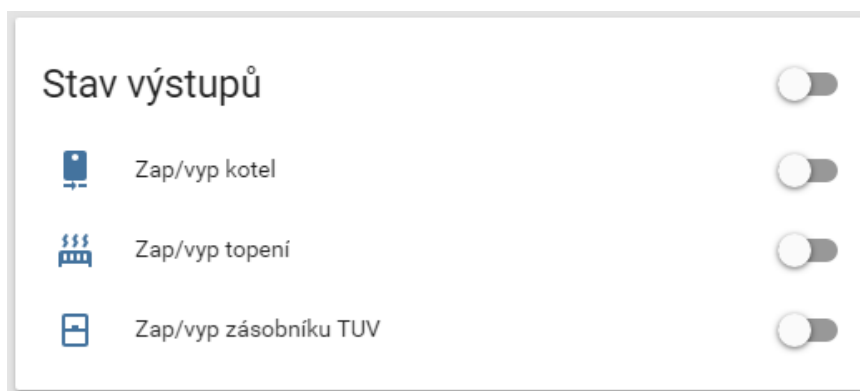 Stav výstupů
Zap/vyp kotel
Zap/vyp topení
Zap/vyp zásobníku TUV